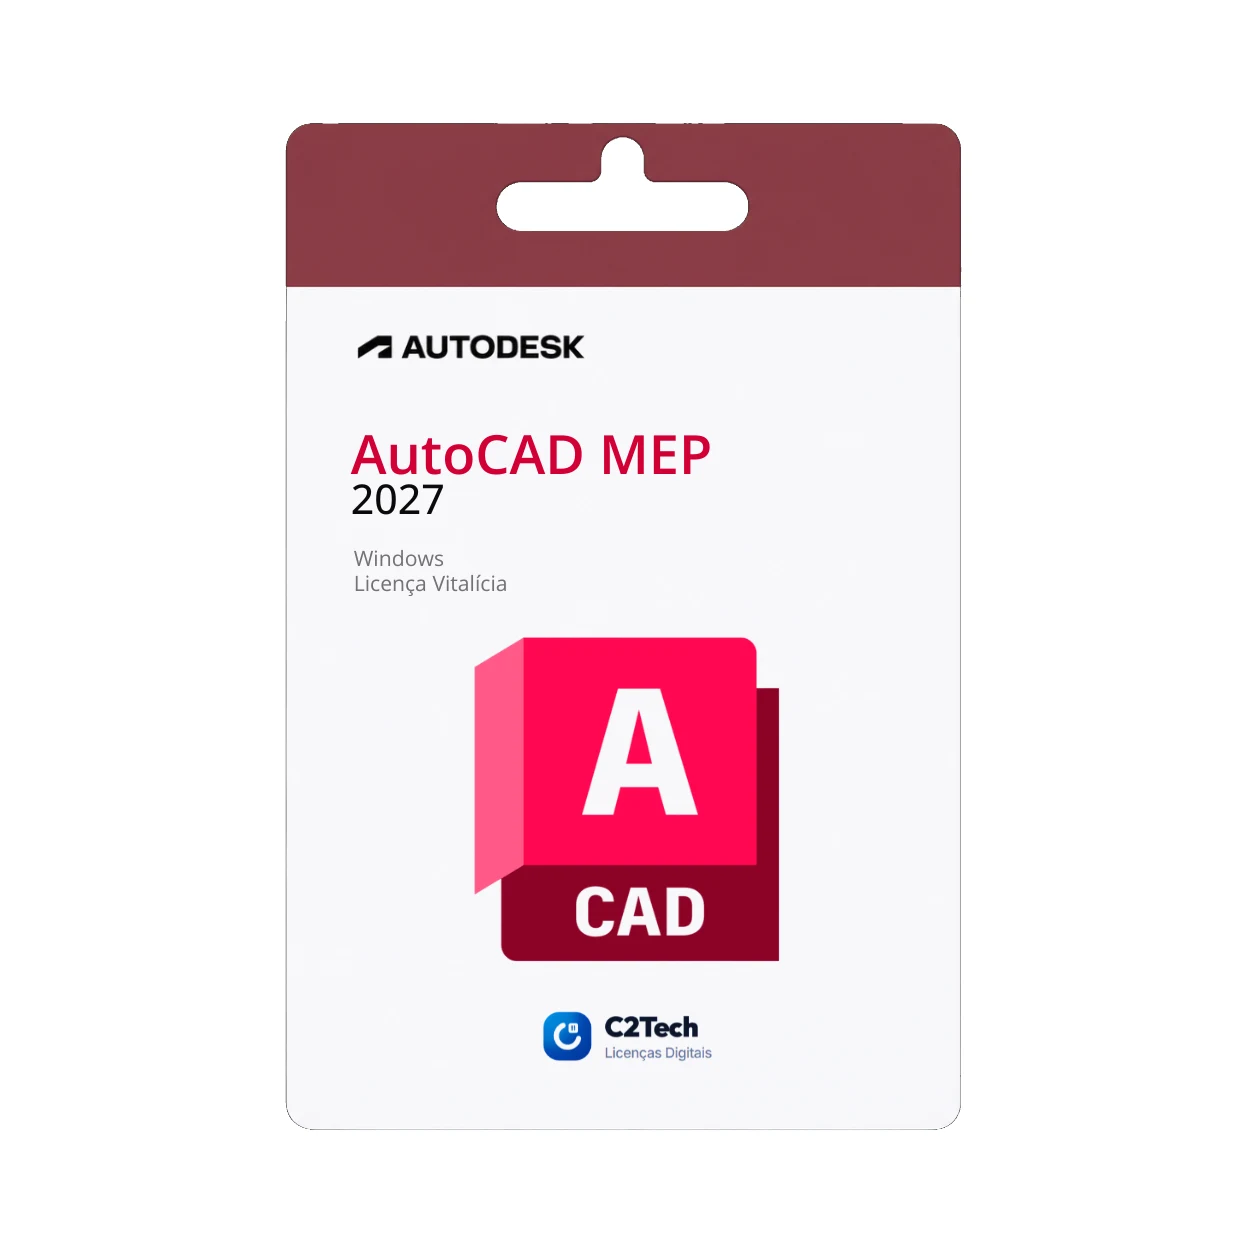 AUTODESK
AutoCAD MEP
2027
Windows
Licença Vitalícia
A
CAD
C2Tech
Licenças Digitais